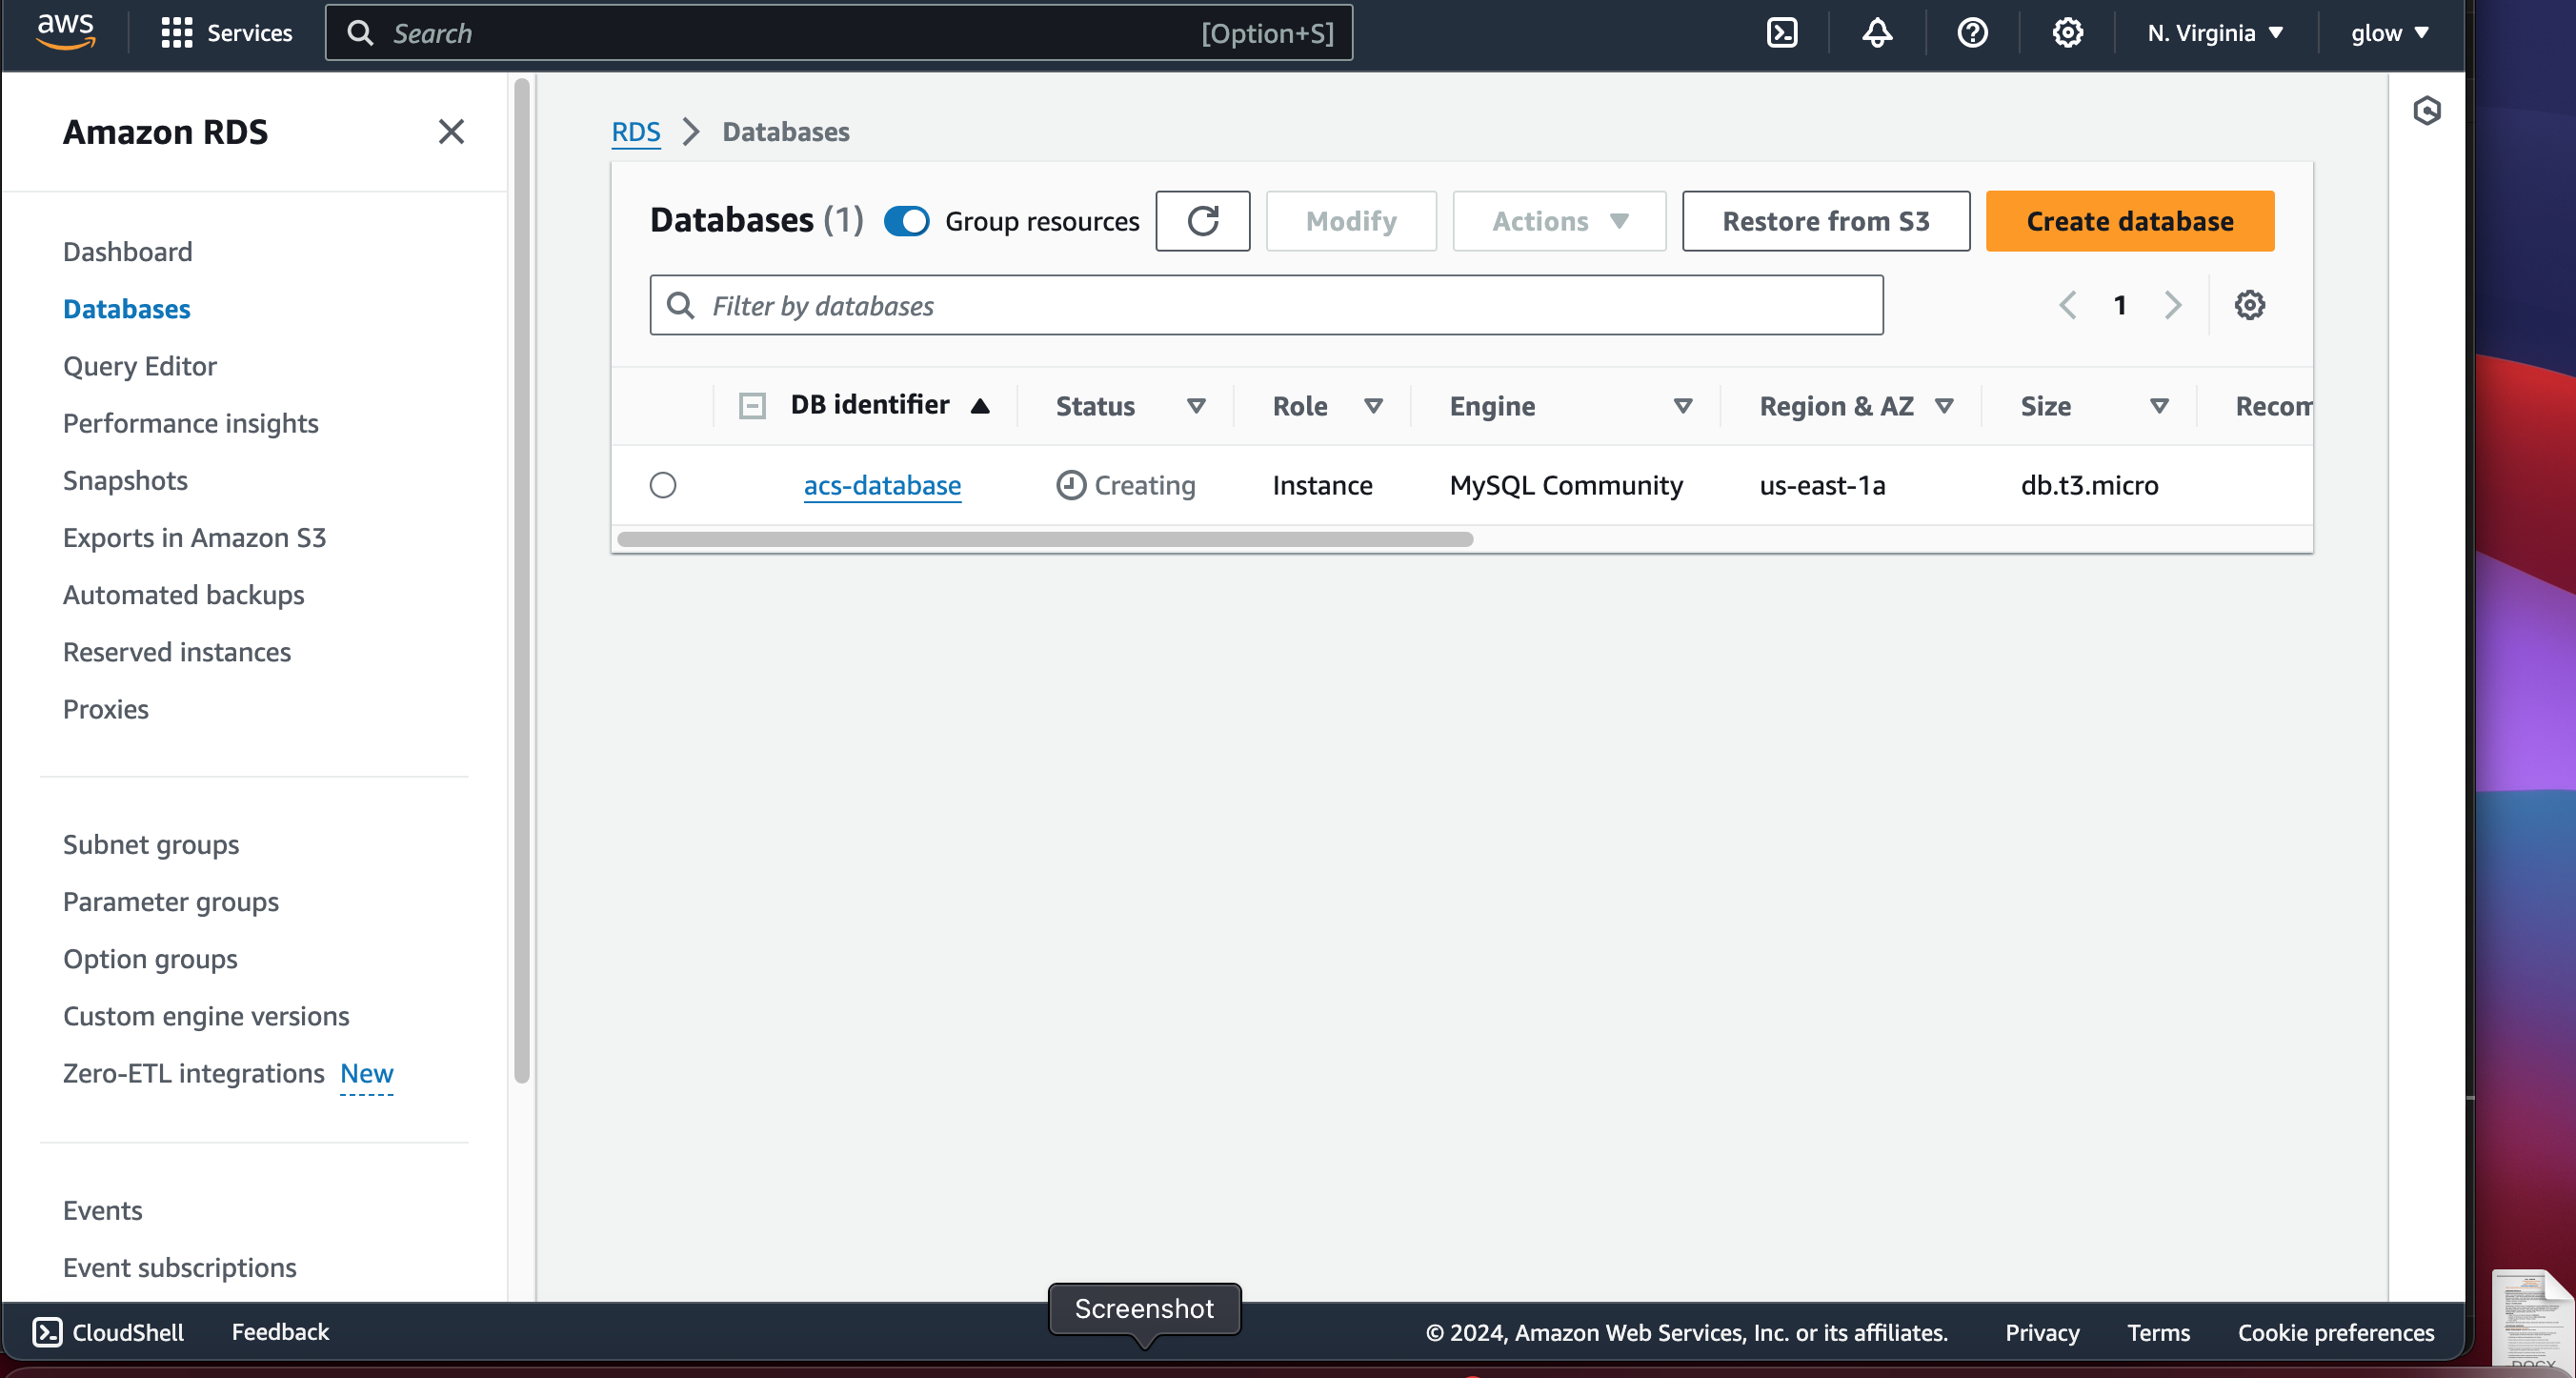 aws
Services
Search
[Option+S]
N. Virginia
glow
Amazon RDS
Dashboard
Databases
Query Editor
Performance insights
Snapshots
Exports in Amazon S3
Automated backups
Reserved instances
Proxies
Subnet groups
Parameter groups
Option groups
Custom engine versions
Zero-ETL integrations New
Events
Event subscriptions
RDS > Databases
Databases (1)
Group resources
Modify
Actions
Restore from S3
Create database
Filter by databases
1
DB identifier Status Role Engine Region & AZ Size Recom
acs-database Creating Instance MySQL Community us-east-1a db.t3.micro
Screenshot
CloudShell
Feedback
© 2024, Amazon Web Services, Inc. or its affiliates.
Privacy
Terms
Cookie preferences
DOCX